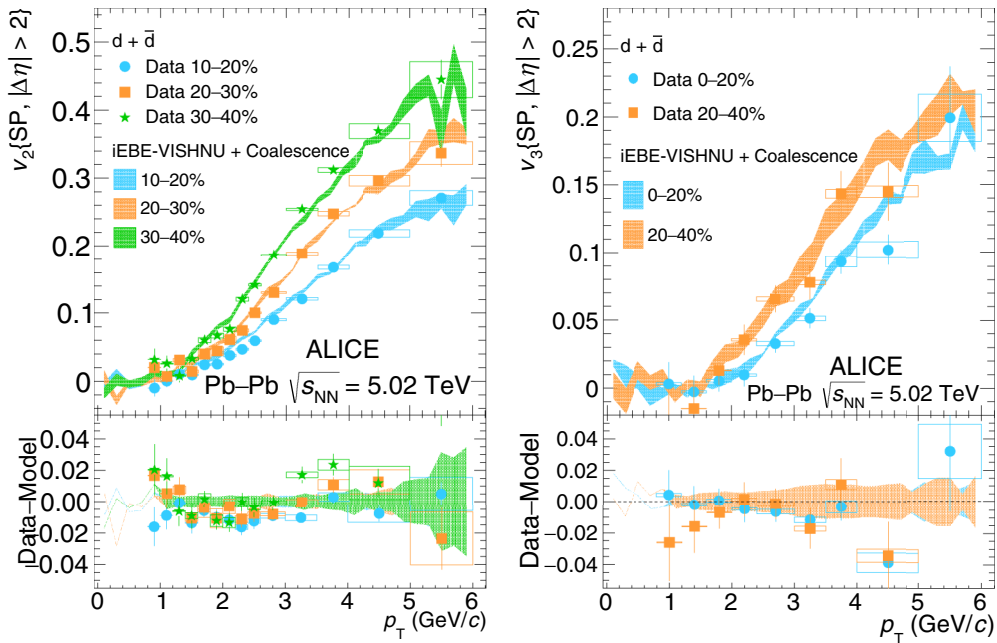 v₂{SP, |Δη| > 2}
0.5
0.4
0.3
0.2
0.1
0
d + d̄
Data 10–20%
Data 20–30%
Data 30–40%
iEBE-VISHNU + Coalescence
10–20%
20–30%
30–40%
ALICE
Pb–Pb √sNN = 5.02 TeV
Data–Model
0.04
0.02
0.00
−0.02
−0.04
0 1 2 3 4 5 6
pT (GeV/c)
v₃{SP, |Δη| > 2}
0.25
0.2
0.15
0.1
0.05
0
d + d̄
Data 0–20%
Data 20–40%
iEBE-VISHNU + Coalescence
0–20%
20–40%
ALICE
Pb–Pb √sNN = 5.02 TeV
Data–Model
0.04
0.02
0.00
−0.02
−0.04
0 1 2 3 4 5 6
pT (GeV/c)